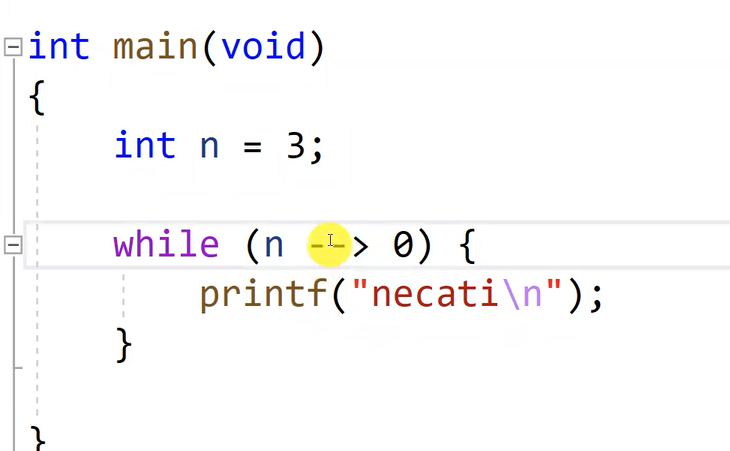 int main(void)
{
    int n = 3;
    while (n --> 0) {
        printf("necati\n");
    }
}